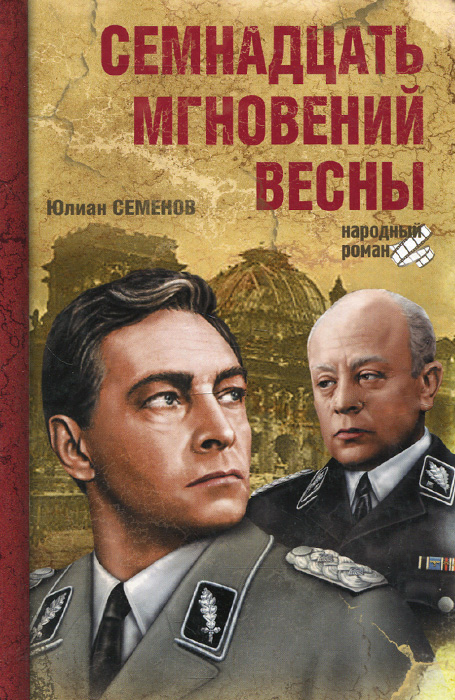 СЕМНАДЦАТЬ
МГНОВЕНИЙ
ВЕСНЫ
Юлиан СЕМЕНОВ
народный
роман